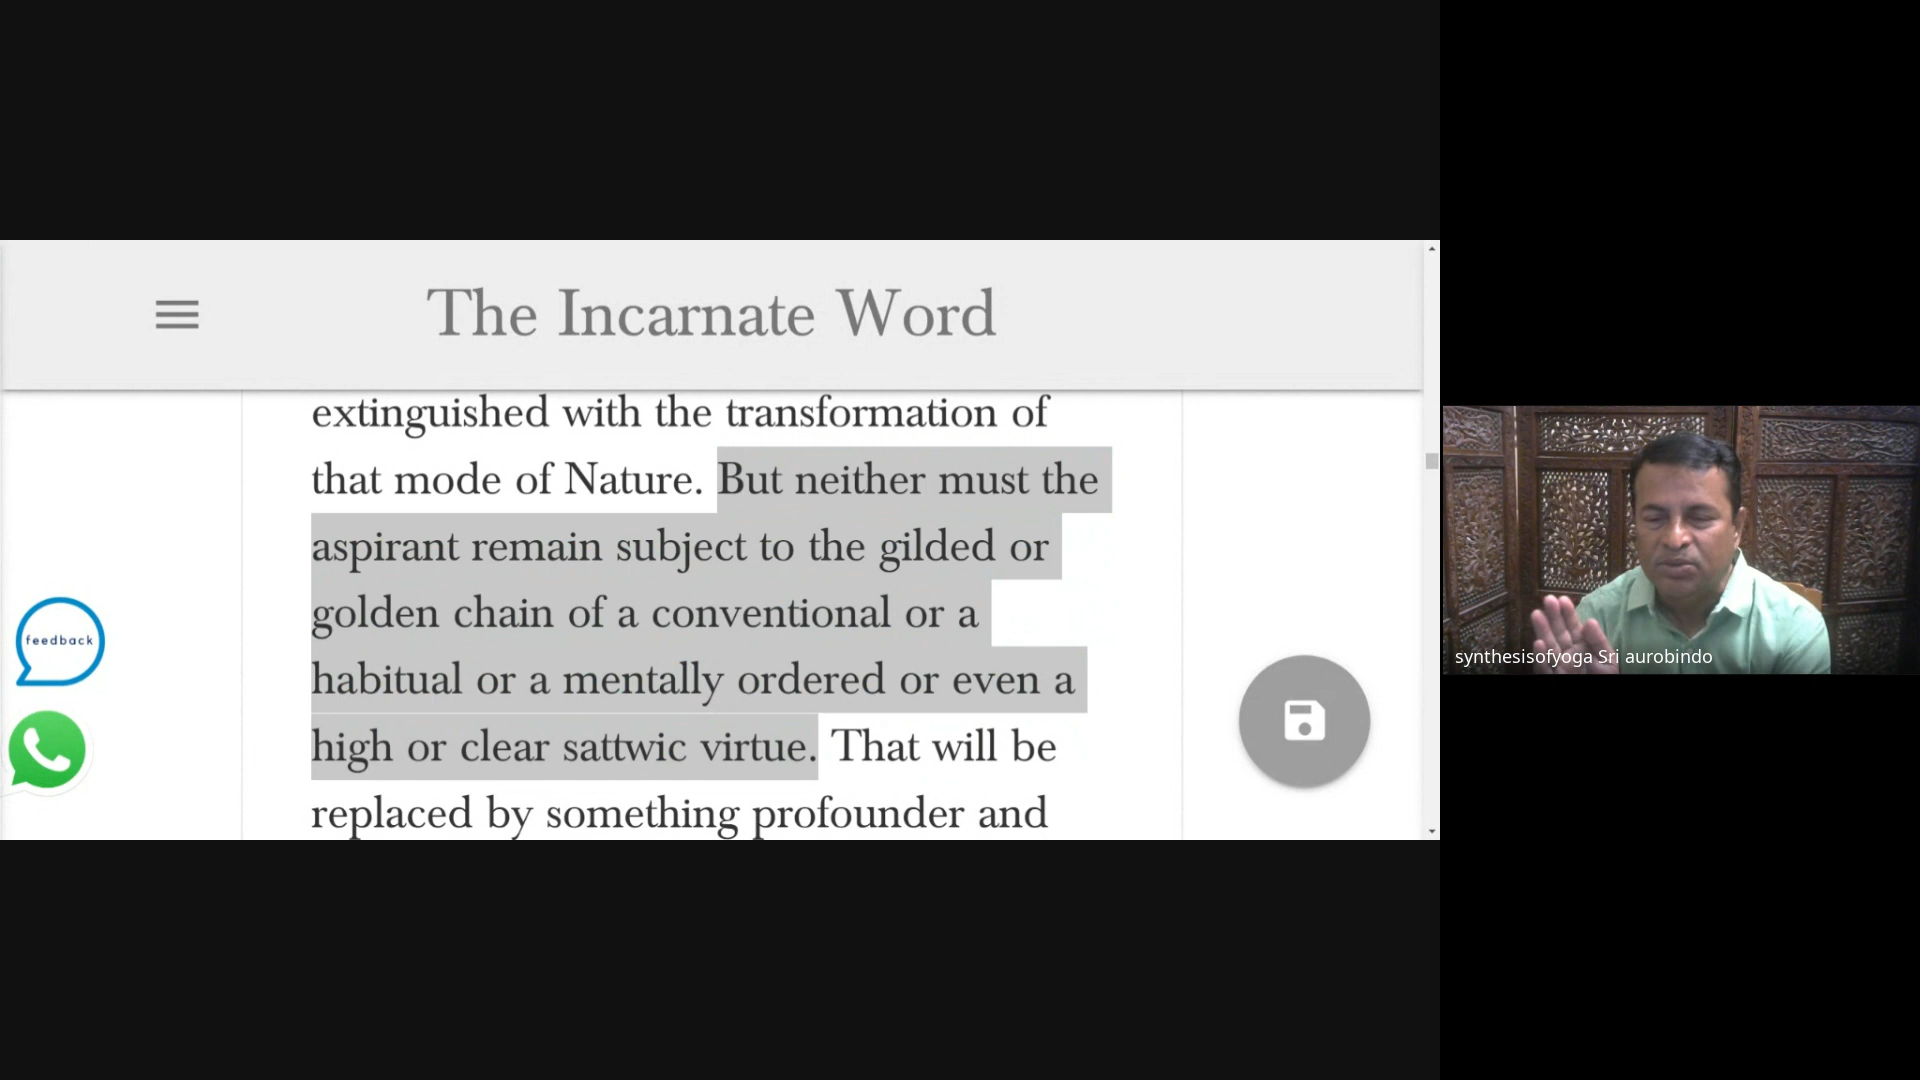 The Incarnate Word
extinguished with the transformation of
that mode of Nature. But neither must the
aspirant remain subject to the gilded or
golden chain of a conventional or a
habitual or a mentally ordered or even a
high or clear sattwic virtue. That will be
replaced by something profounder and
feedback
synthesisofyoga Sri aurobindo